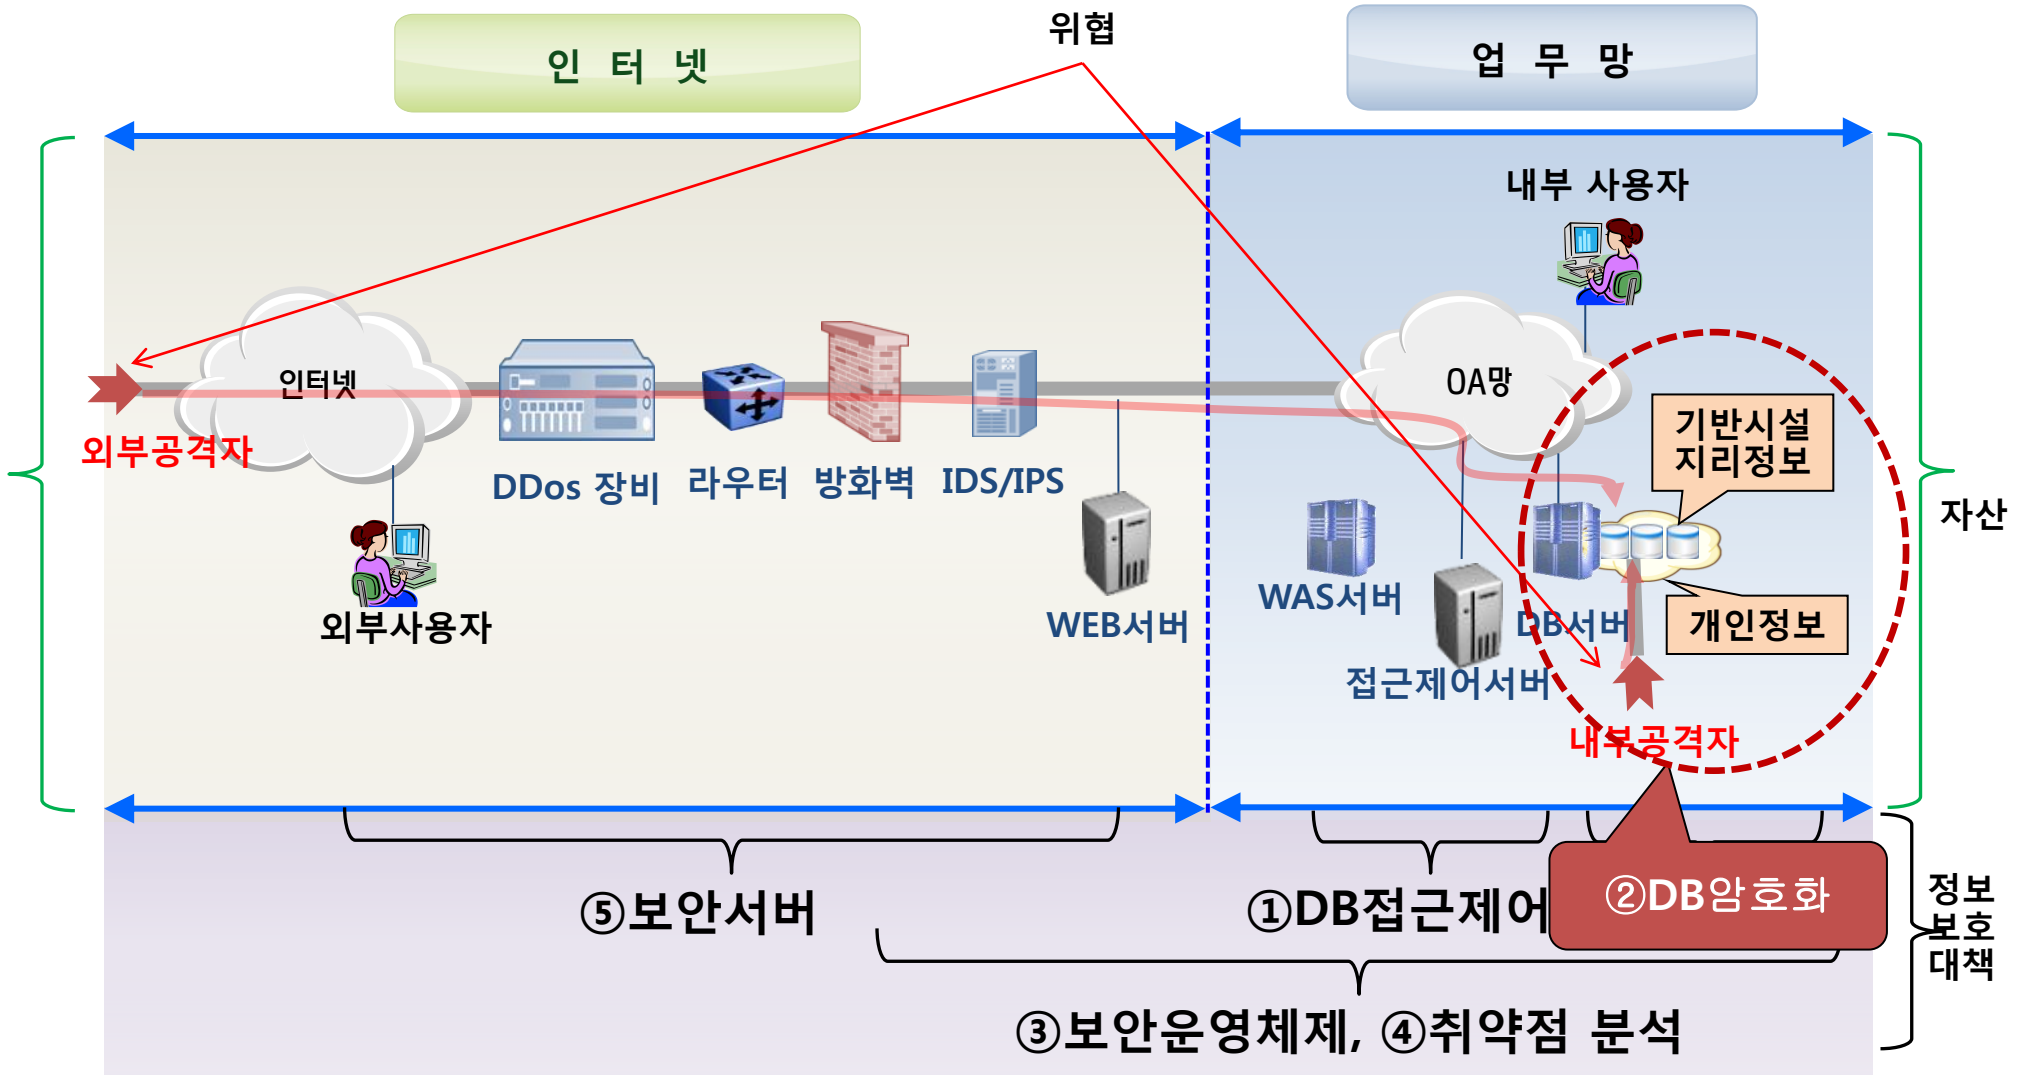 위협
인 터 넷
업 무 망
내부 사용자
인터넷
OA망
기반시설
지리정보
외부공격자
DDos 장비
라우터
방화벽
IDS/IPS
자산
WAS서버
외부사용자
WEB서버
DB서버
개인정보
접근제어서버
내부공격자
⑤보안서버
①DB접근제어
②DB암호화
정보
보호
대책
③보안운영체제, ④취약점 분석